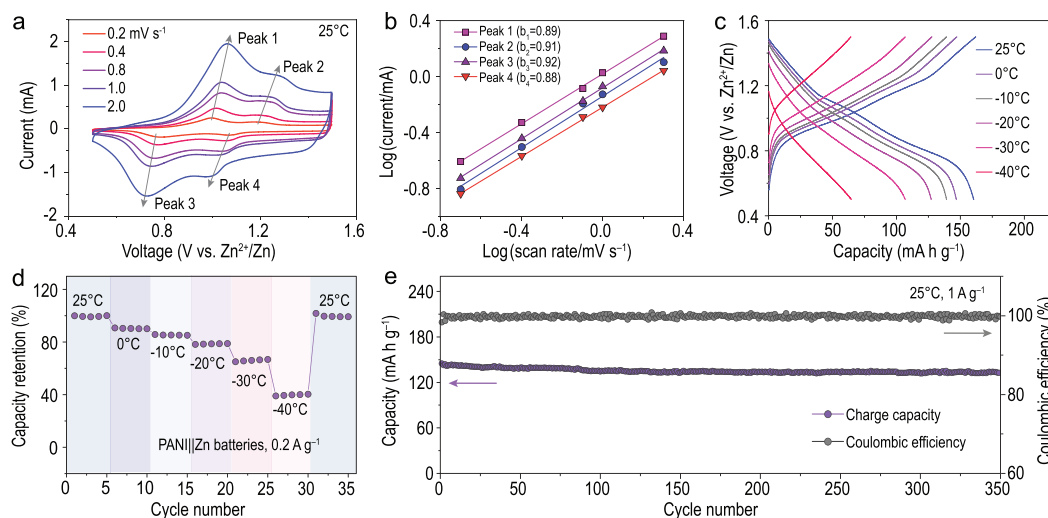 a
25°C
0.2 mV s⁻¹
0.4
0.8
1.0
2.0
Peak 1
Peak 2
Peak 3
Peak 4
Current (mA)
2
1
0
1
2
0.4
0.8
1.2
1.6
Voltage (V vs. Zn²⁺/Zn)
b
Peak 1 (b₁=0.89)
Peak 2 (b₂=0.91)
Peak 3 (b₃=0.92)
Peak 4 (b₄=0.88)
Log(current/mA)
0.4
0.0
-0.4
-0.8
-0.8
-0.4
0.0
0.4
Log(scan rate/mV s⁻¹)
c
25°C
0°C
-10°C
-20°C
-30°C
-40°C
Voltage (V vs. Zn²⁺/Zn)
1.6
1.2
0.8
0.4
0
50
100
150
200
Capacity (mA h g⁻¹)
d
25°C
0°C
-10°C
-20°C
-30°C
-40°C
25°C
PANI||Zn batteries, 0.2 A g⁻¹
Capacity retention (%)
120
80
40
0
0
5
10
15
20
25
30
35
Cycle number
e
25°C, 1 A g⁻¹
Charge capacity
Coulombic efficiency
Capacity (mA h g⁻¹)
240
180
120
60
0
Coulombic efficiency (%)
100
80
60
0
50
100
150
200
250
300
350
Cycle number